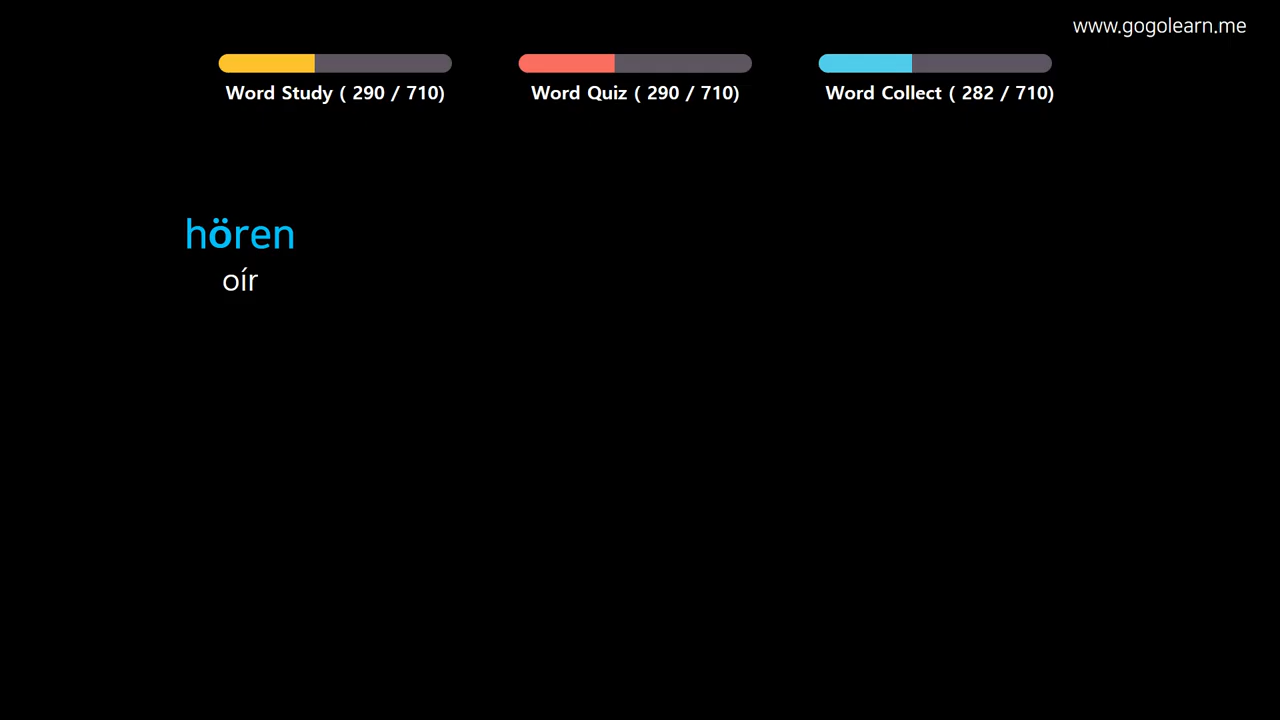 www.gogolearn.me
Word Study ( 290 / 710)
Word Quiz ( 290 / 710)
Word Collect ( 282 / 710)
hören
oír